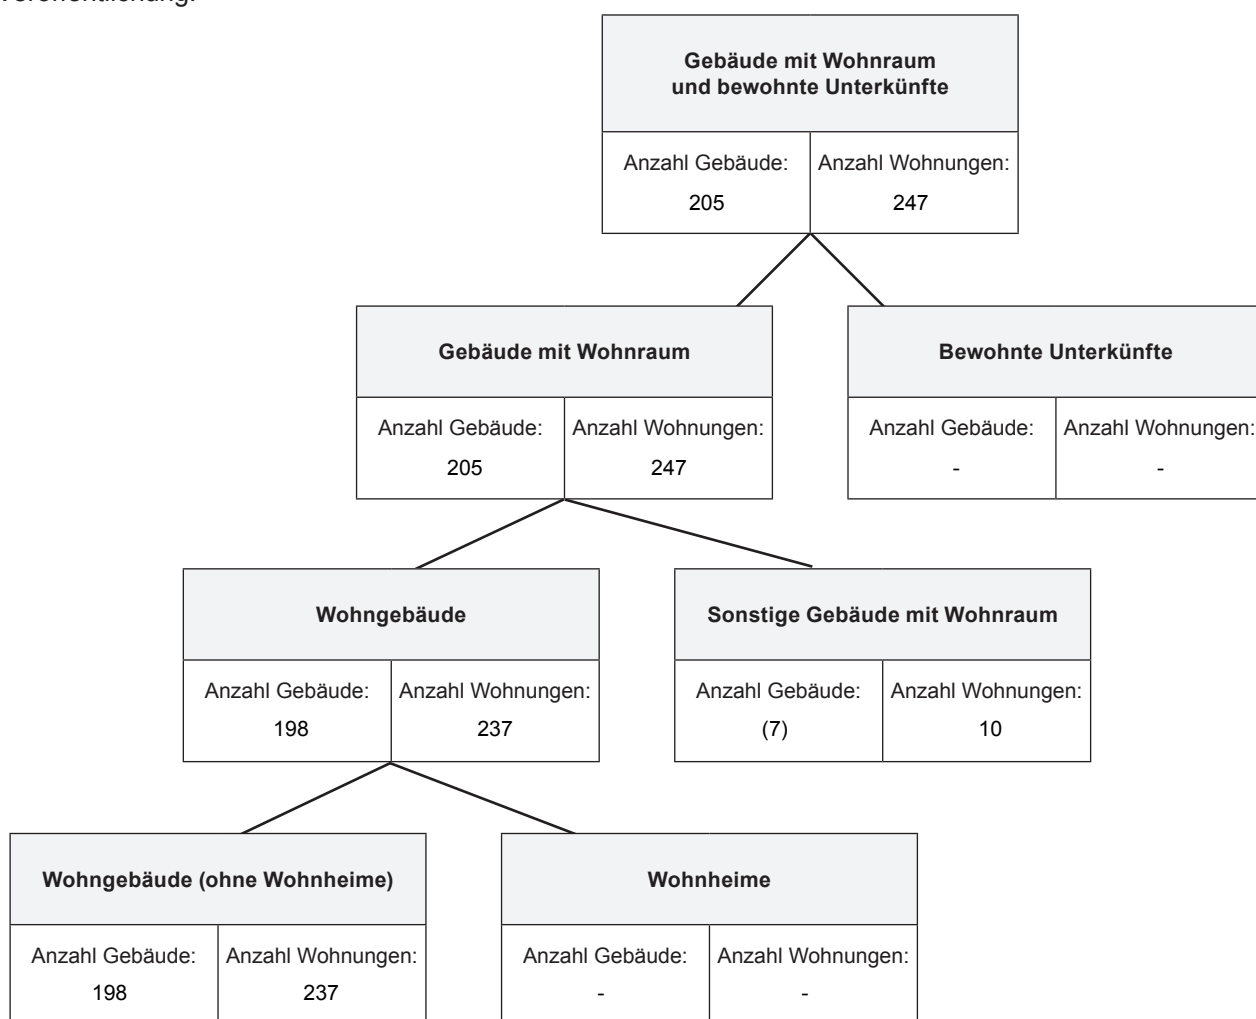 Veröffentlichung.
Gebäude mit Wohnraum
und bewohnte Unterkünfte
Anzahl Gebäude: Anzahl Wohnungen:
205 247
Gebäude mit Wohnraum Bewohnte Unterkünfte
Anzahl Gebäude: Anzahl Wohnungen: Anzahl Gebäude: Anzahl Wohnungen:
205 247 - -
Wohngebäude Sonstige Gebäude mit Wohnraum
Anzahl Gebäude: Anzahl Wohnungen: Anzahl Gebäude: Anzahl Wohnungen:
198 237 (7) 10
Wohngebäude (ohne Wohnheime) Wohnheime
Anzahl Gebäude: Anzahl Wohnungen: Anzahl Gebäude: Anzahl Wohnungen:
198 237 - -